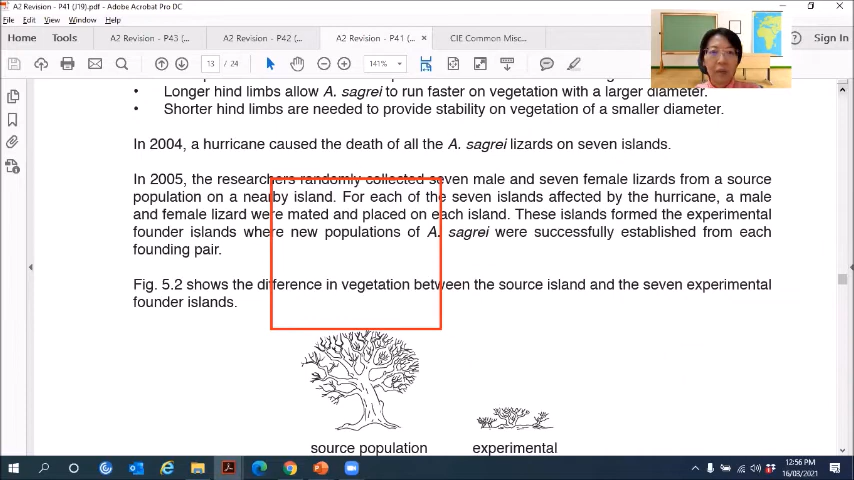 A2 Revision - P41 (J19).pdf - Adobe Acrobat Pro DC
File Edit View Window Help
Home Tools A2 Revision - P43 (... A2 Revision - P42 (... A2 Revision - P41 (J... × CIE Common Misc... Sign In
13 / 24 141%
• Longer hind limbs allow A. sagrei to run faster on vegetation with a larger diameter.
• Shorter hind limbs are needed to provide stability on vegetation of a smaller diameter.
In 2004, a hurricane caused the death of all the A. sagrei lizards on seven islands.
In 2005, the researchers randomly collected seven male and seven female lizards from a source
population on a nearby island. For each of the seven islands affected by the hurricane, a male
and female lizard were mated and placed on each island. These islands formed the experimental
founder islands where new populations of A. sagrei were successfully established from each
founding pair.
Fig. 5.2 shows the difference in vegetation between the source island and the seven experimental
founder islands.
source population experimental
12:56 PM
16/08/2021